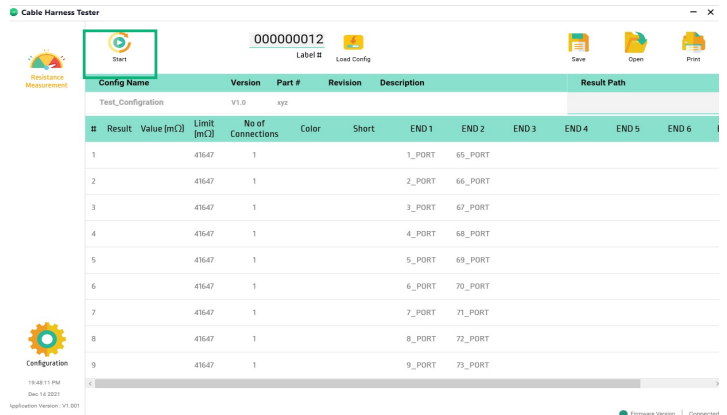 Cable Harness Tester
000000012
Label #
Start
Load Config
Save
Open
Print
Resistance
Measurement
Config Name Version Part # Revision Description Result Path
Test_Configration V1.0 xyz
# Result Value (mΩ) Limit (mΩ) No of Connections Color Short END 1 END 2 END 3 END 4 END 5 END 6
1 41647 1 1_PORT 65_PORT
2 41647 1 2_PORT 66_PORT
3 41647 1 3_PORT 67_PORT
4 41647 1 4_PORT 68_PORT
5 41647 1 5_PORT 69_PORT
6 41647 1 6_PORT 70_PORT
7 41647 1 7_PORT 71_PORT
8 41647 1 8_PORT 72_PORT
9 41647 1 9_PORT 73_PORT
Configuration
19:48:11 PM
Dec 14 2021
Application Version : V1.001
Firmware Version | Connected